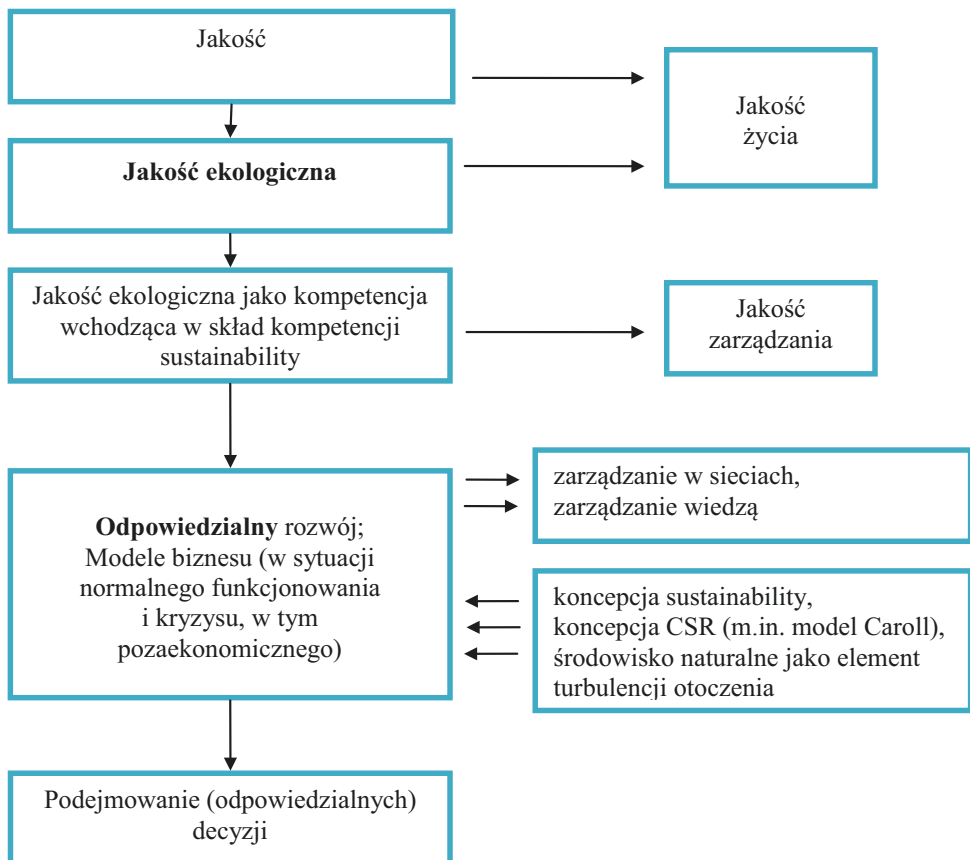 Jakość
Jakość
życia
Jakość ekologiczna
Jakość ekologiczna jako kompetencja
wchodząca w skład kompetencji
sustainability
Jakość
zarządzania
Odpowiedzialny rozwój;
Modele biznesu (w sytuacji
normalnego funkcjonowania
i kryzysu, w tym
pozaekonomicznego)
zarządzanie w sieciach,
zarządzanie wiedzą
koncepcja sustainability,
koncepcja CSR (m.in. model Caroll),
środowisko naturalne jako element
turbulencji otoczenia
Podejmowanie (odpowiedzialnych)
decyzji